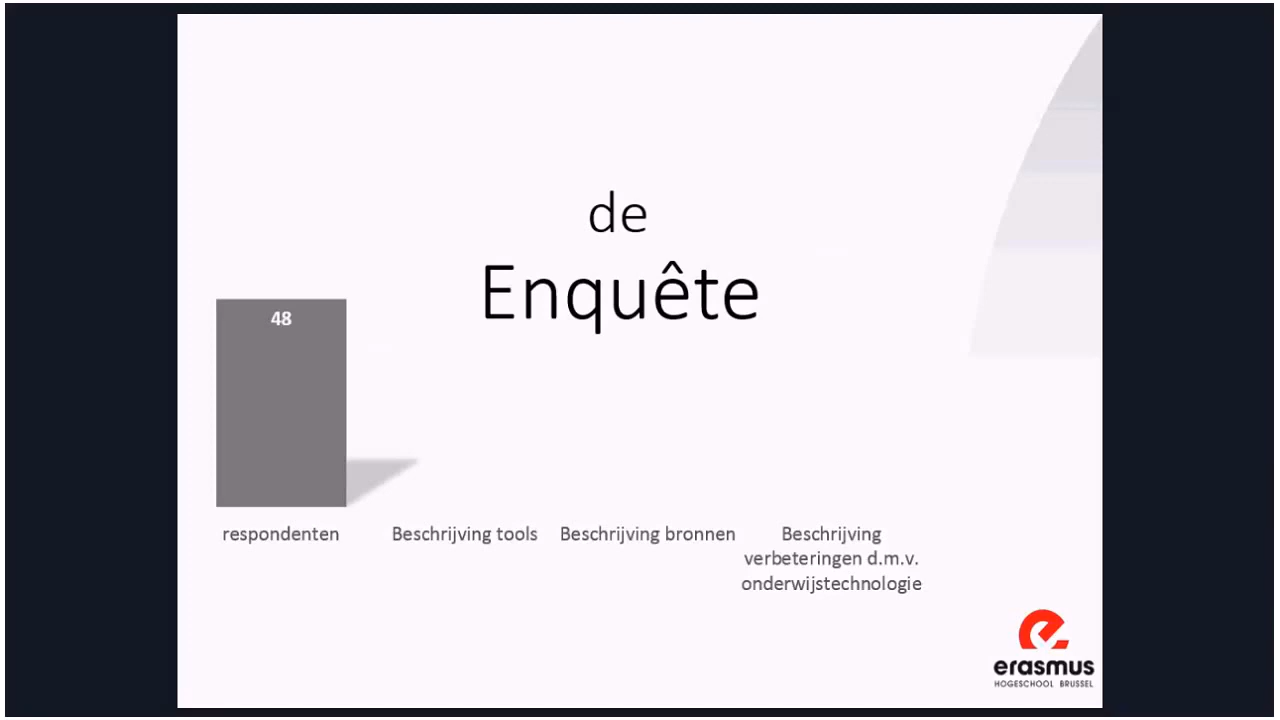 de
Enquête
48
respondenten
Beschrijving tools
Beschrijving bronnen
Beschrijving
verbeteringen d.m.v.
onderwijstechnologie
erasmus
HOGESCHOOL BRUSSEL